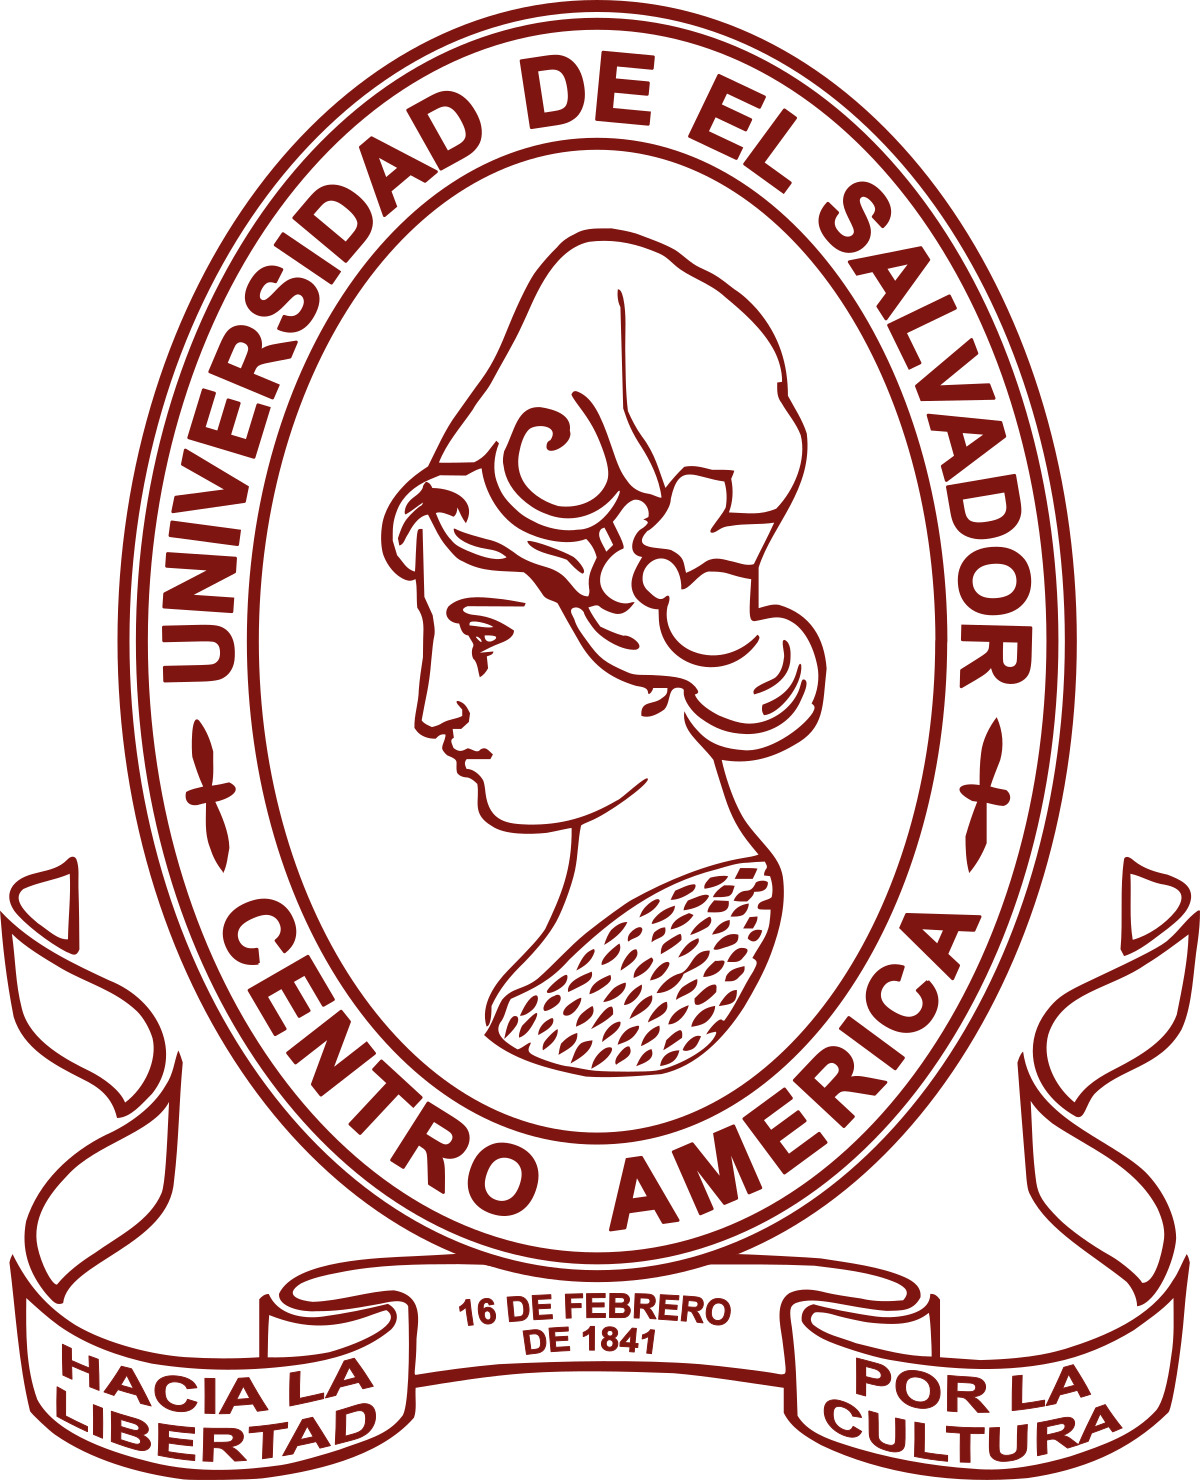 UNIVERSIDAD DE EL SALVADOR
CENTRO AMERICA
16 DE FEBRERO
DE 1841
HACIA LA
LIBERTAD
POR LA
CULTURA